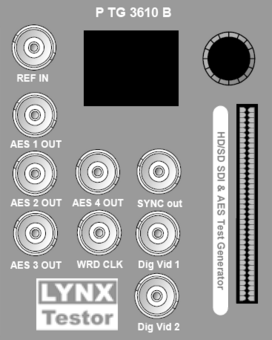 P TG 3610 B
REF IN
AES 1 OUT
AES 2 OUT
AES 4 OUT
SYNC out
AES 3 OUT
WRD CLK
Dig Vid 1
Dig Vid 2
HD/SD SDI & AES Test Generator
LYNX
Testor